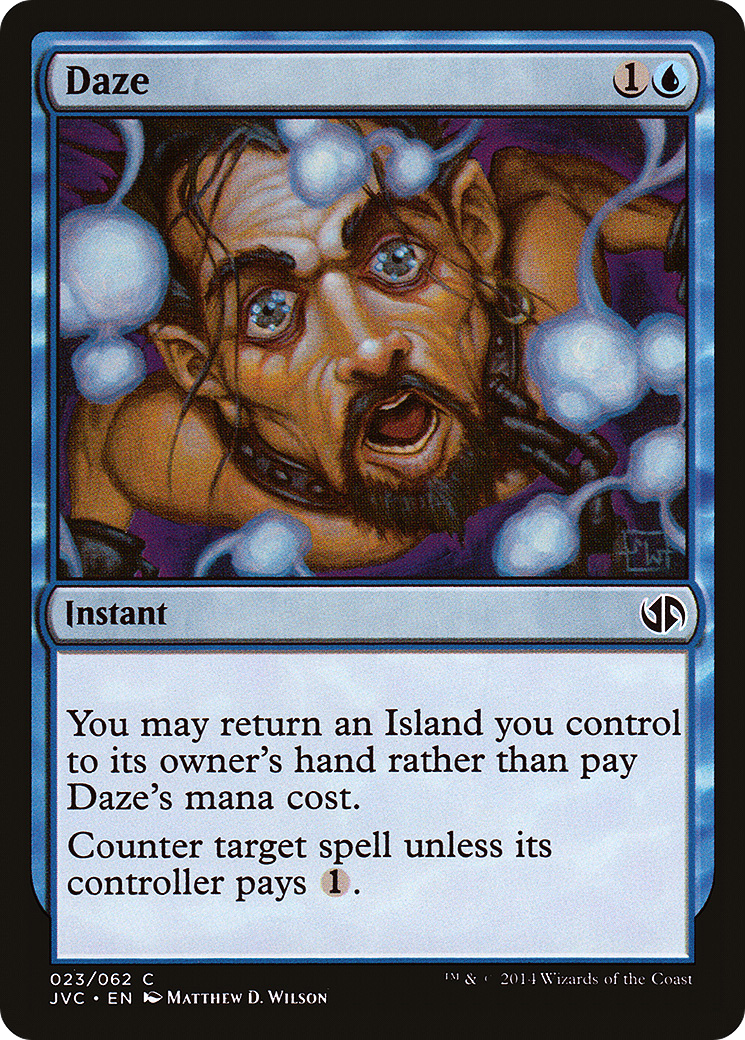 Daze
1
Instant
You may return an Island you control
to its owner's hand rather than pay
Daze's mana cost.
Counter target spell unless its
controller pays 1.
023/062 C
JVC • EN Matthew D. Wilson
™ & © 2014 Wizards of the Coast